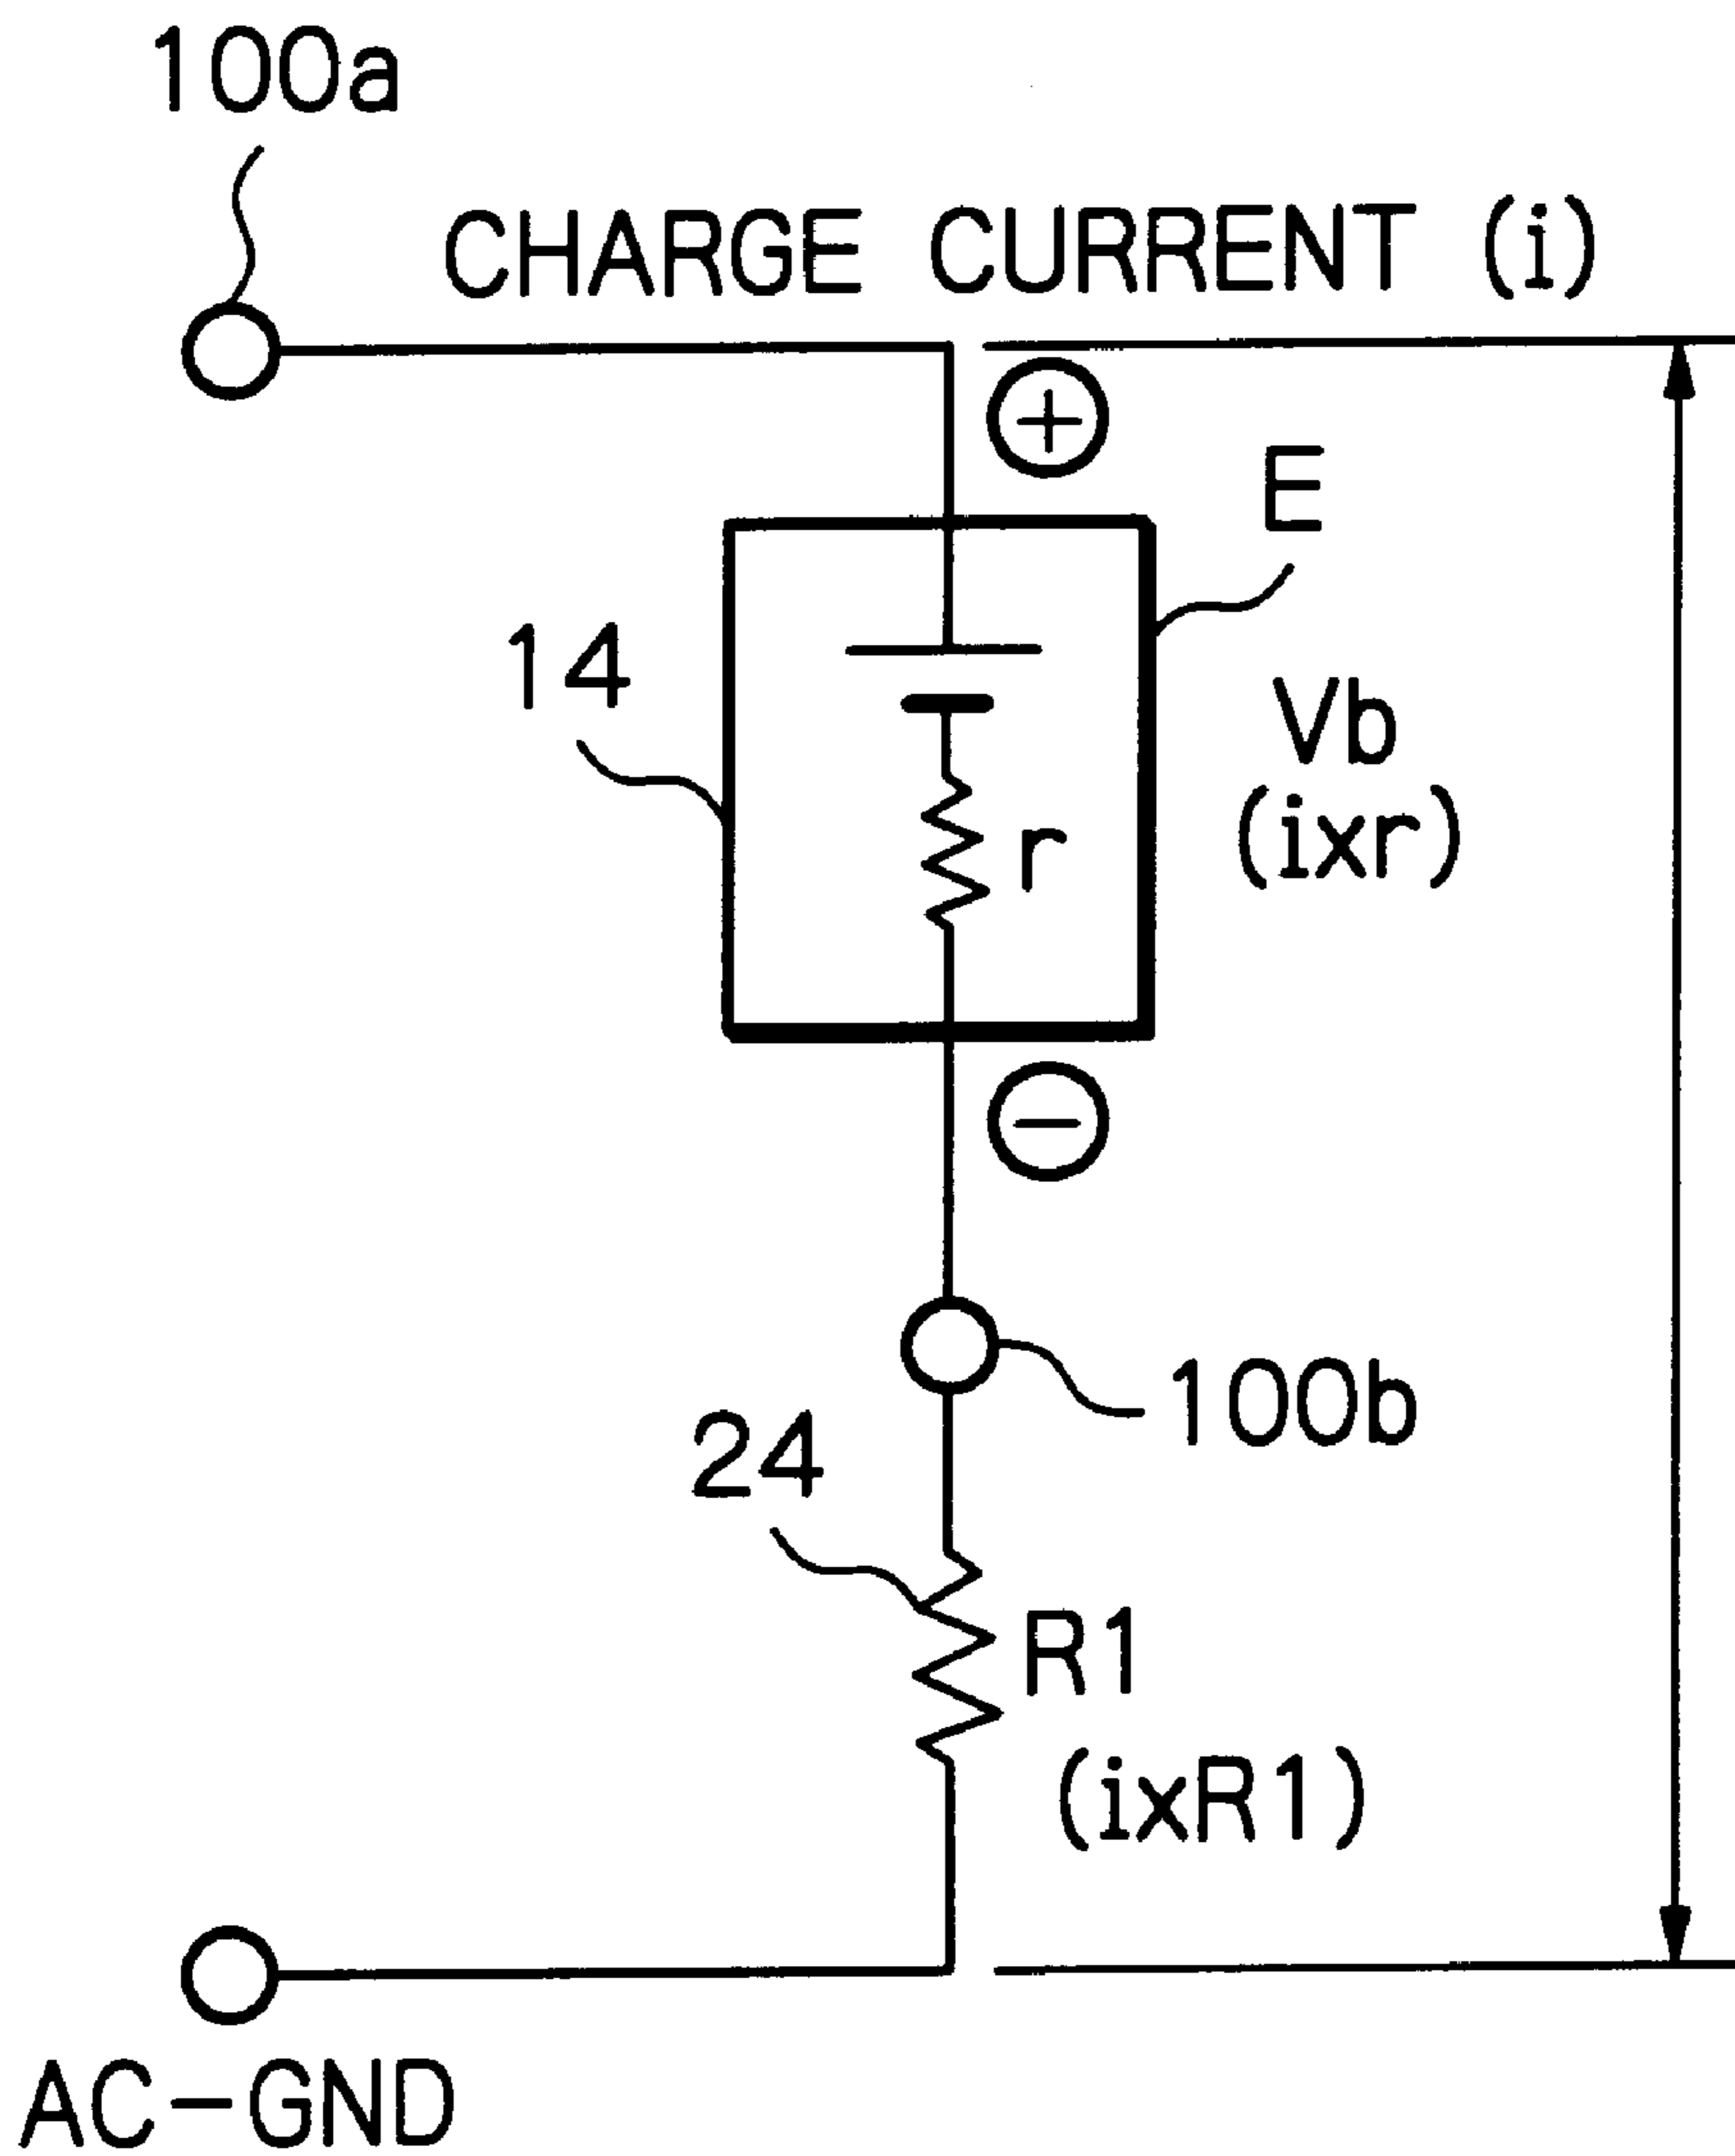 100a
CHARGE CURRENT (i)
+
E
14
Vb
(ixr)
r
−
100b
24
R1
(ixR1)
AC-GND